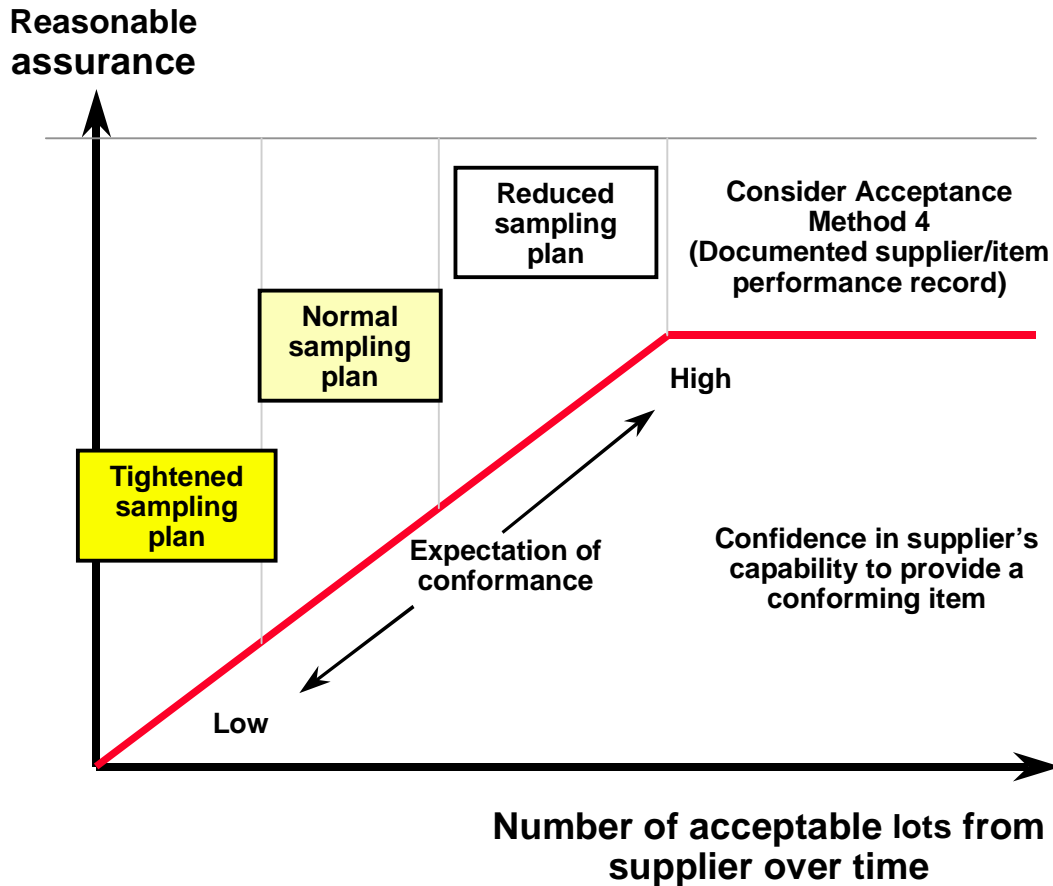 Reasonable
assurance
Reduced
sampling
plan
Consider Acceptance
Method 4
(Documented supplier/item
performance record)
Normal
sampling
plan
High
Tightened
sampling
plan
Expectation of
conformance
Confidence in supplier’s
capability to provide a
conforming item
Low
Number of acceptable lots from
supplier over time